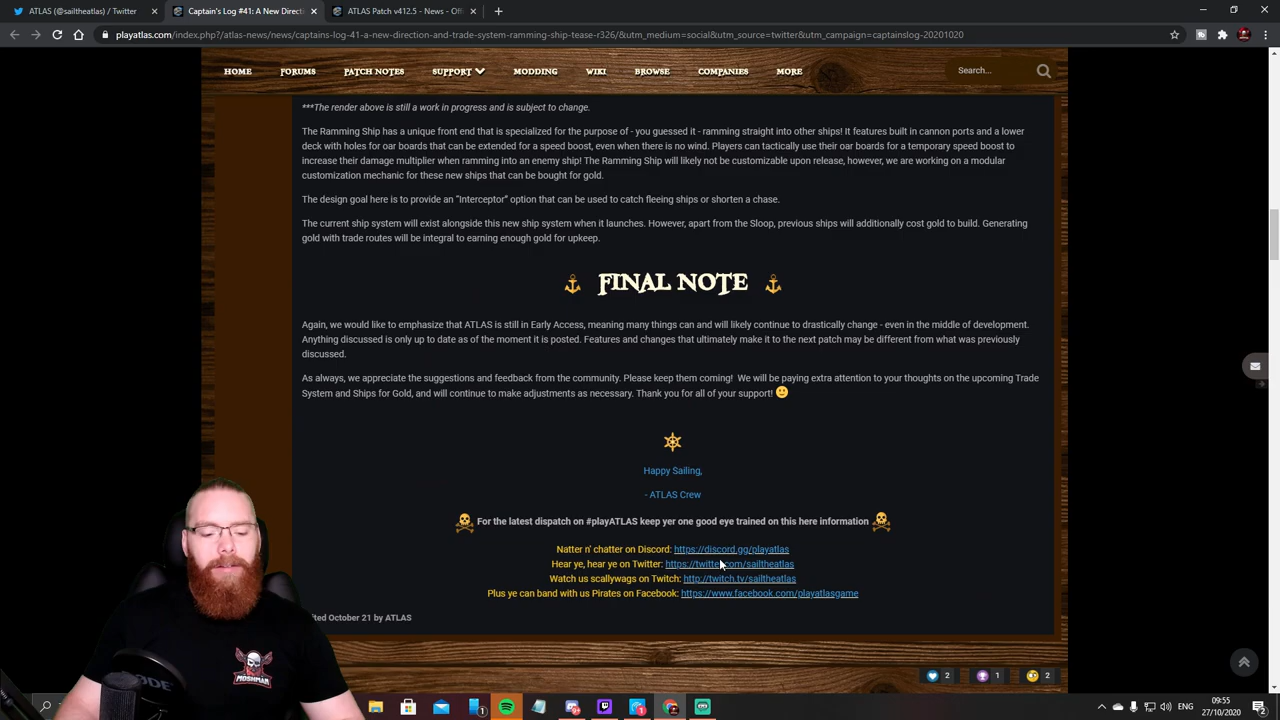 ATLAS (@sailtheatlas) / Twitter
Captain's Log #41: A New Directio
ATLAS v412.5 - News - ATLAS - Offi
playatlas.com/index.php?/atlas-news/news/captains-log-41-a-new-direction-and-trade-system-ramming-ship-tease-r326/&utm_medium=social&utm_source=twitter&utm_campaign=captainslog-20201020
HOME FORUMS PATCH NOTES SUPPORT MODDING WIKI BROWSE COMPANIES MORE Search...
***The render above is still a work in progress and is subject to change.
The Ramming Ship has a unique front end that is specialized for the purpose of - you guessed it - ramming straight into other ships! It features built in cannon ports and a lower
deck with holes for oar boards that can be extended for a speed boost, even when there is no wind. Players can tactically use their oar boards for a temporary speed boost to
increase their damage multiplier when ramming into an enemy ship! The Ramming Ship will likely not be customizable upon release, however, we are working on a modular
customization mechanic for these new ships that can be bought for gold.
The design goal here is to provide an "Interceptor" option that can be used to catch fleeing ships or shorten a chase.
The current ship system will exist alongside this new ship system when it launches. However, apart from the Sloop, previous ships will additionally cost gold to build. Generating
gold with trade routes will be integral to earning enough gold for upkeep.
FINAL NOTE
Again, we would like to emphasize that ATLAS is still in Early Access, meaning many things can and will likely continue to drastically change - even in the middle of development.
Anything discussed is only up to date as of the moment it is posted. Features and changes that ultimately make it to the next patch may be different from what was previously
discussed.
As always, we appreciate the suggestions and feedback from the community. Please keep them coming! We will be paying extra attention to your thoughts on the upcoming Trade
System and Ships for Gold, and will continue to make adjustments as necessary. Thank you for all of your support!
Happy Sailing,
- ATLAS Crew
For the latest dispatch on #playATLAS keep yer one good eye trained on this here information
Natter n' chatter on Discord: https://discord.gg/playatlas
Hear ye, hear ye on Twitter: https://twitter.com/sailtheatlas
Watch us scallywags on Twitch: http://twitch.tv/sailtheatlas
Plus ye can band with us Pirates on Facebook: https://www.facebook.com/playatlasgame
ited October 21 by ATLAS
2 1 2
MOSHMAN
ENG
09:55
27/10/2020